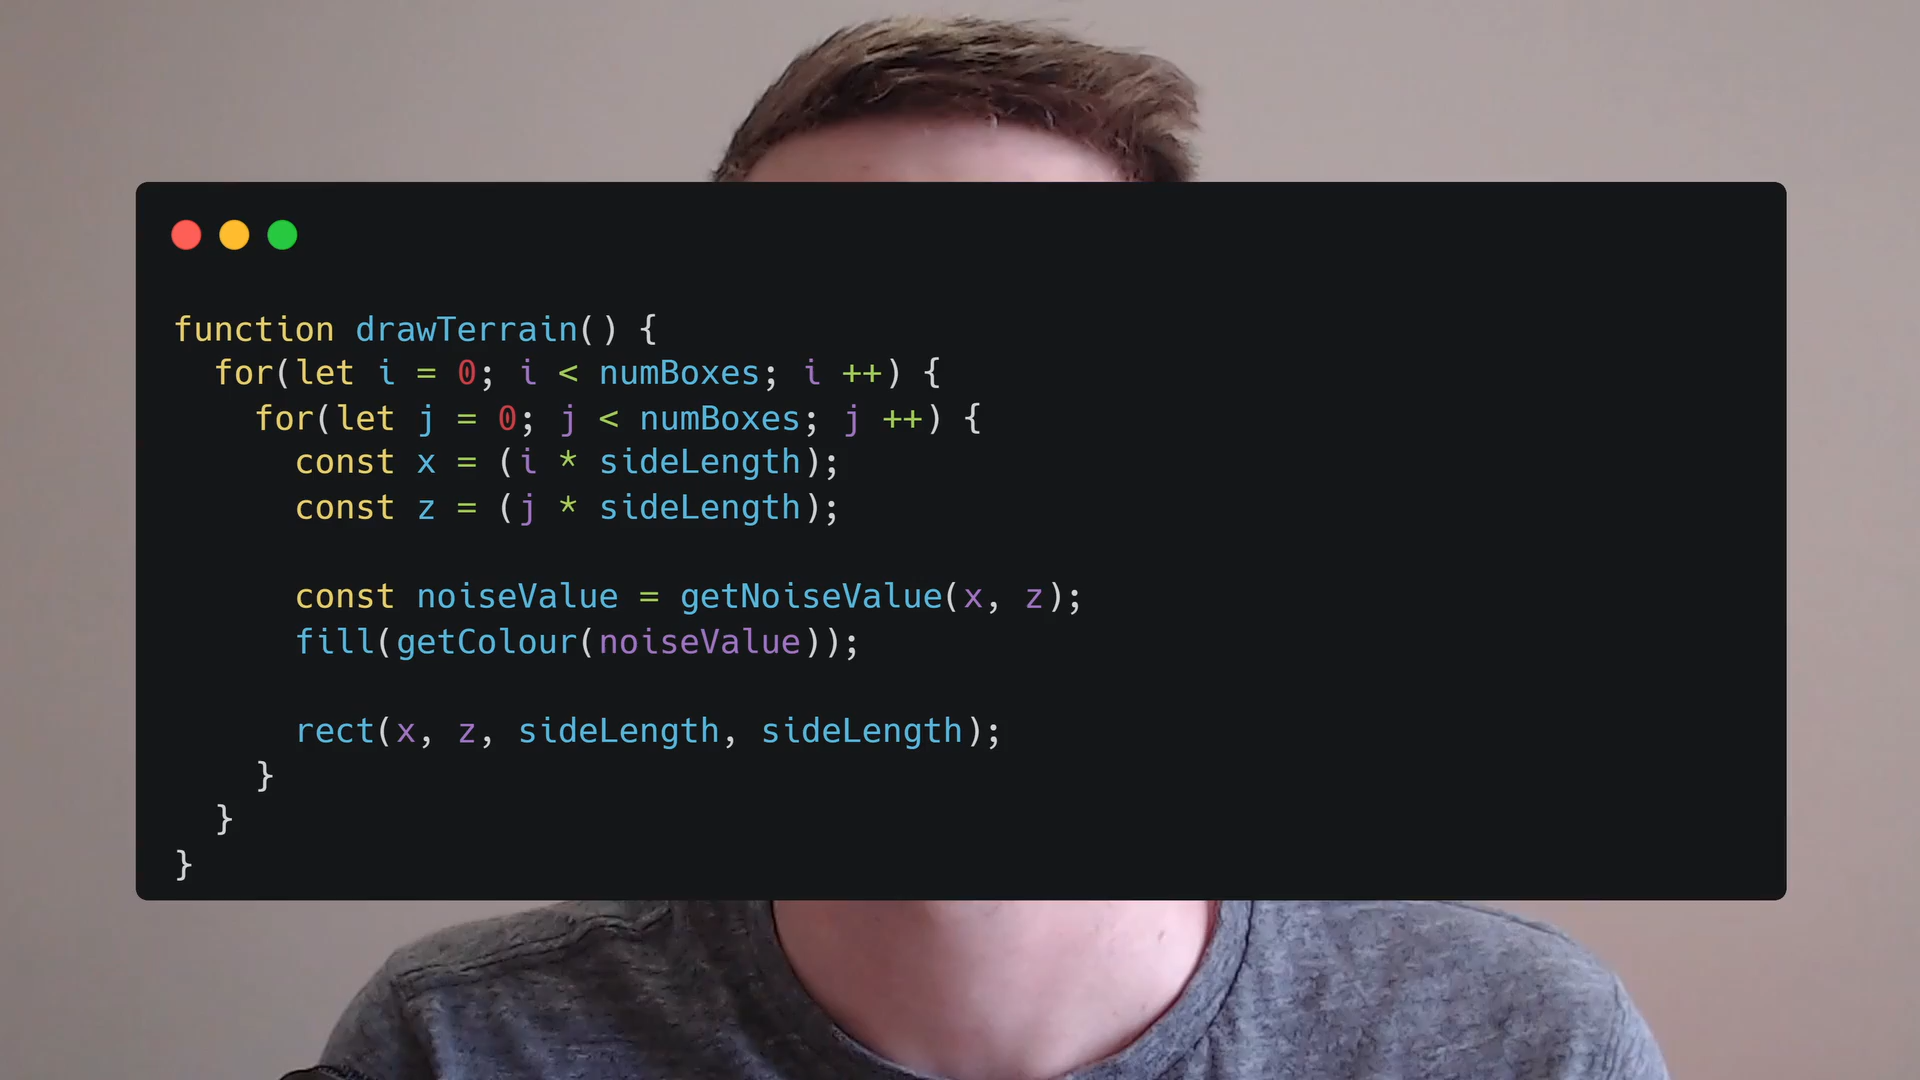 function drawTerrain() {
for(let i = 0; i < numBoxes; i ++) {
for(let j = 0; j < numBoxes; j ++) {
const x = (i * sideLength);
const z = (j * sideLength);
const noiseValue = getNoiseValue(x, z);
fill(getColour(noiseValue));
rect(x, z, sideLength, sideLength);
}
}
}